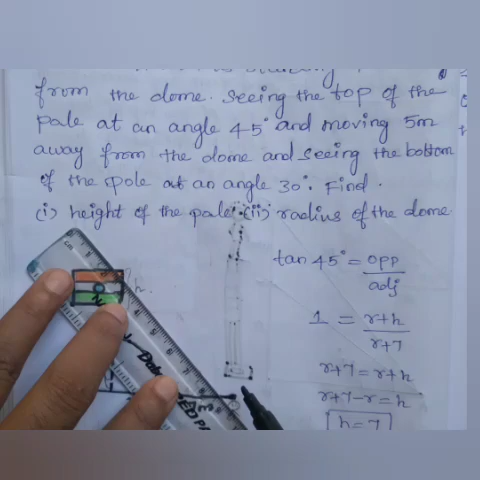 from the dome. Seeing the top of the
pale at an angle 45° and moving 5m
away from the dome and seeing the bottom
of the pole at an angle 30°. Find.
(i) height of the pale (ii) radius of the dome
tan 45° = opp
adj
h.
1 = r+h
r+7
r+7 = r+h
r+7-r = h
h=7